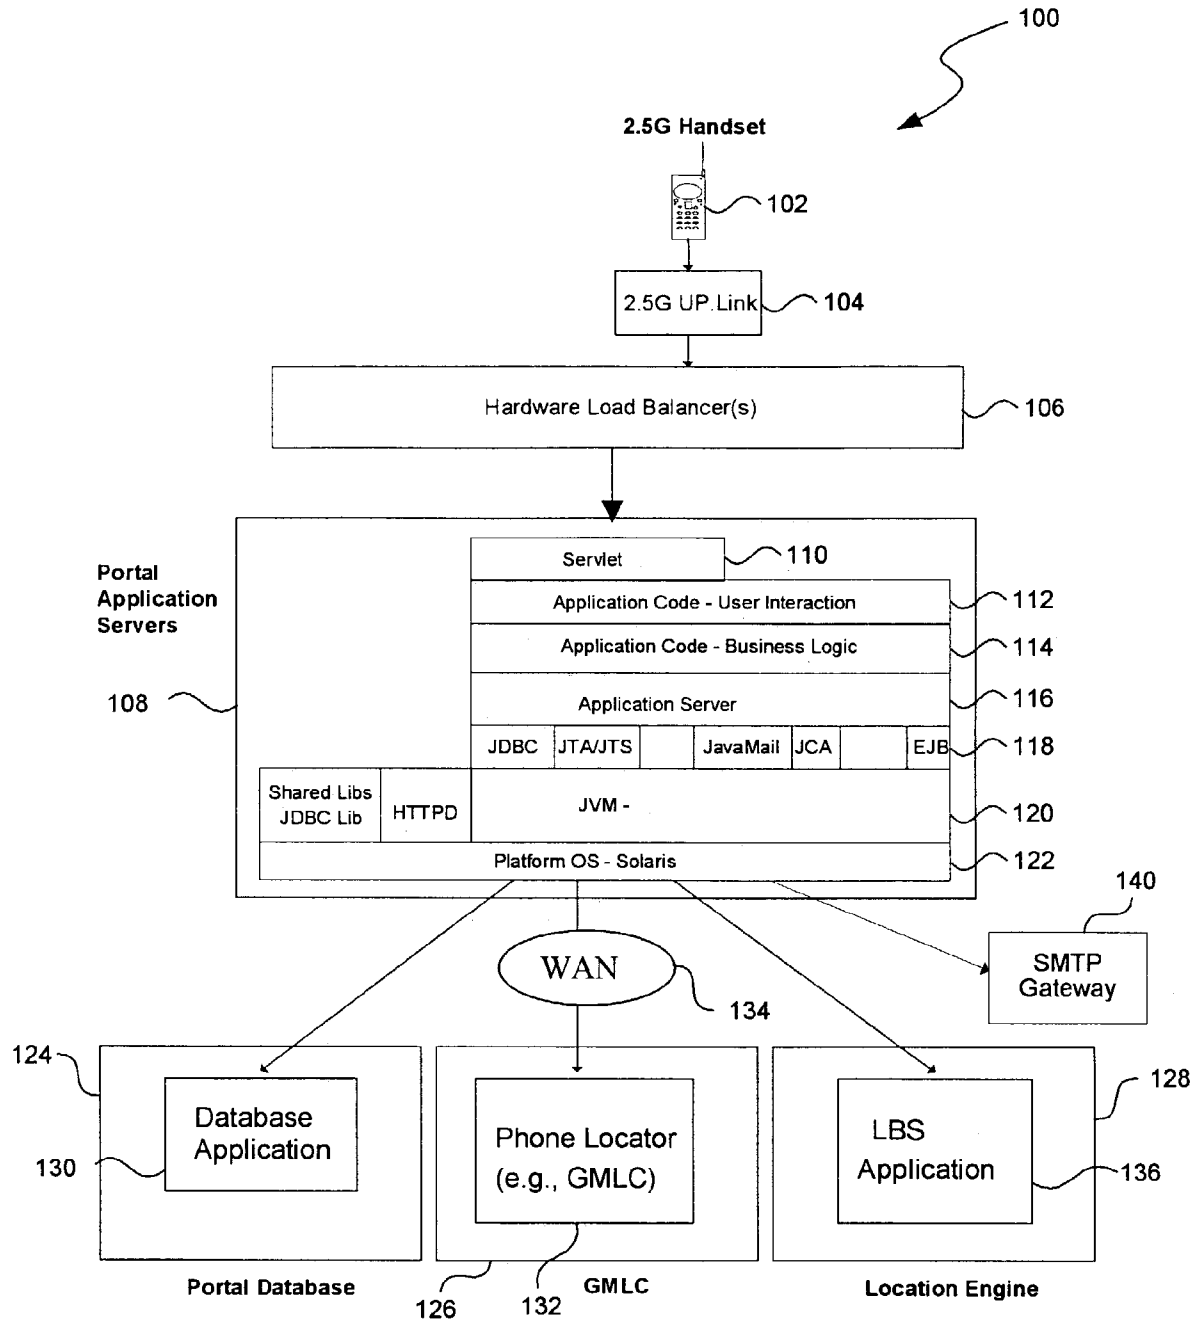 100
2.5G Handset
102
2.5G UP.Link
104
Hardware Load Balancer(s)
106
Portal
Application
Servers
108
Servlet
110
Application Code - User Interaction
112
Application Code - Business Logic
114
Application Server
116
JDBC JTA/JTS JavaMail JCA EJB
118
Shared Libs
JDBC Lib
HTTPD
JVM -
120
Platform OS - Solaris
122
140
SMTP
Gateway
WAN
134
124
Database
Application
130
Portal Database
Phone Locator
(e.g., GMLC)
126
132
GMLC
128
LBS
Application
136
Location Engine